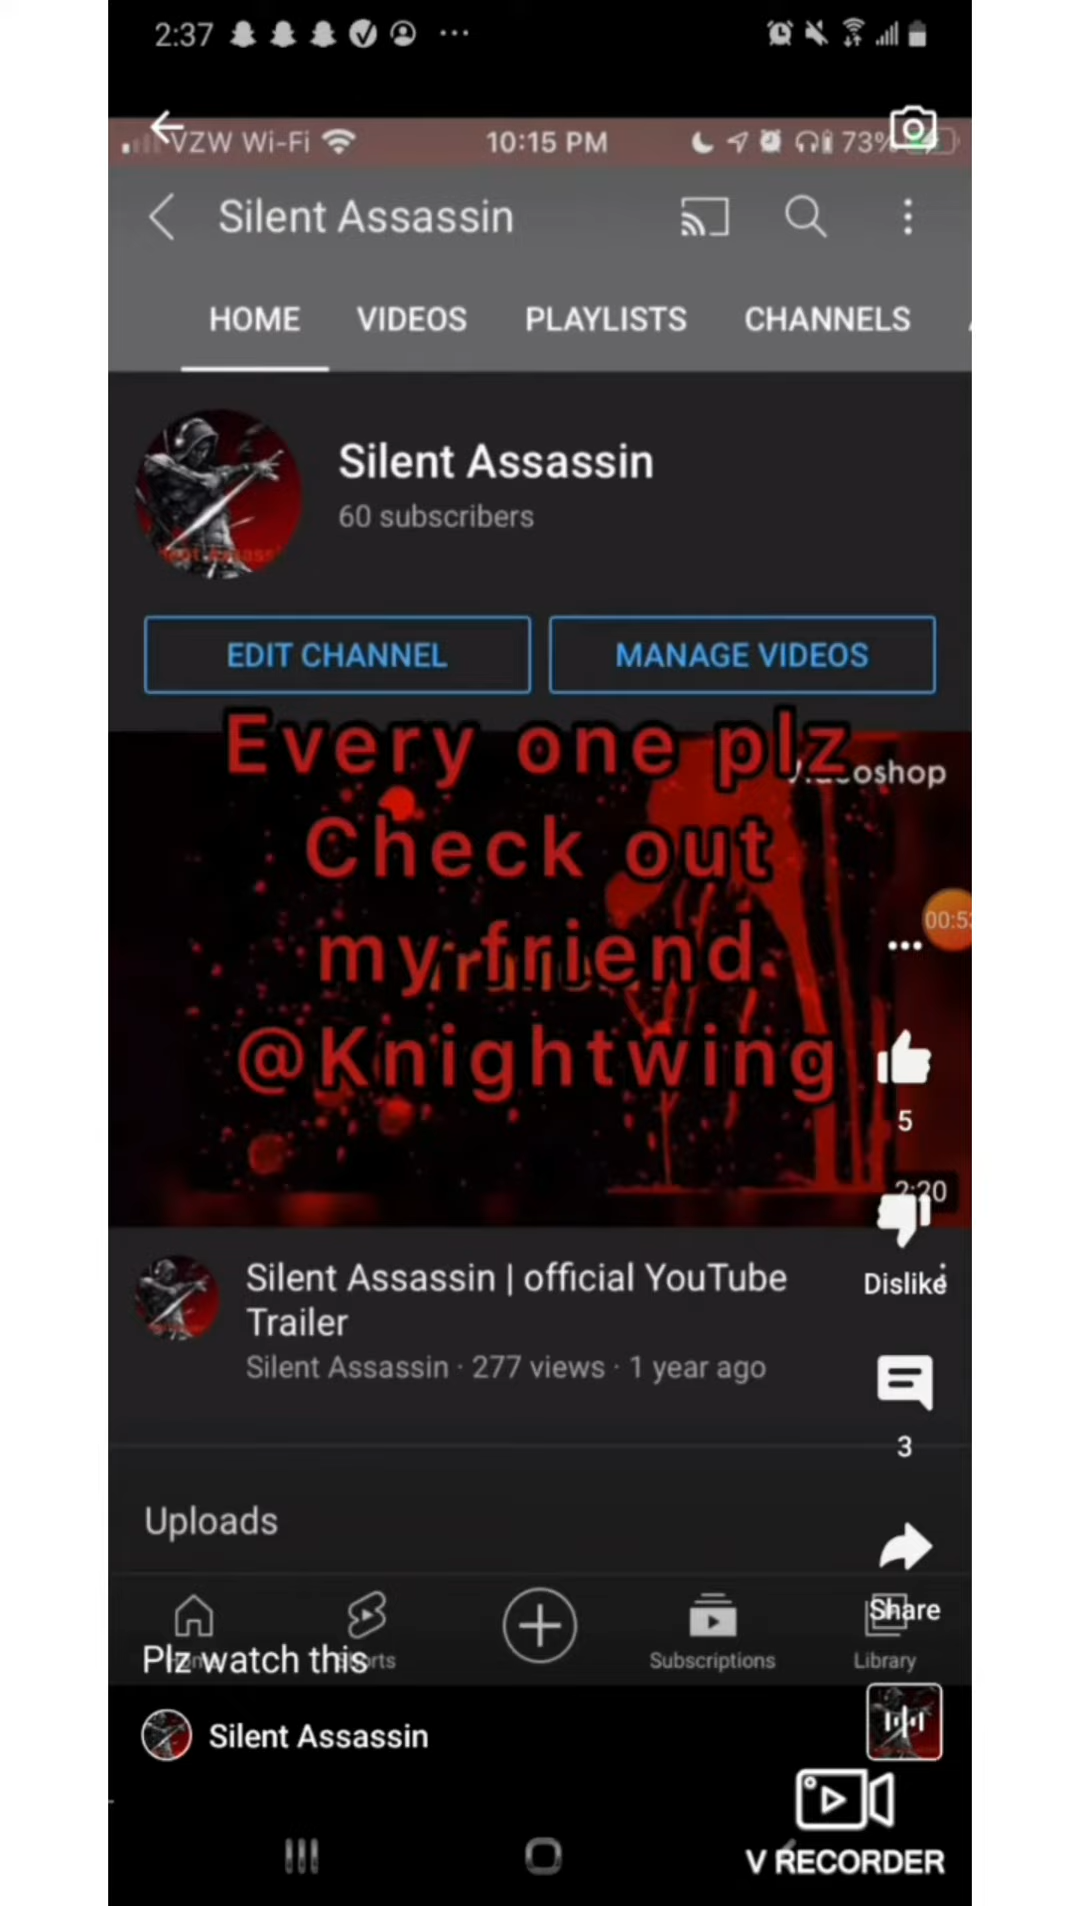 2:37
VZW Wi-Fi 10:15 PM 73%
Silent Assassin
HOME VIDEOS PLAYLISTS CHANNELS
Silent Assassin
60 subscribers
EDIT CHANNEL MANAGE VIDEOS
Every one plz
Check out
my friend
@Knightwing
00:5
5
2:20
Dislike
Silent Assassin | official YouTube
Trailer
Silent Assassin · 277 views · 1 year ago
3
Uploads
Share
Subscriptions Library
Plz watch this
Silent Assassin
V RECORDER